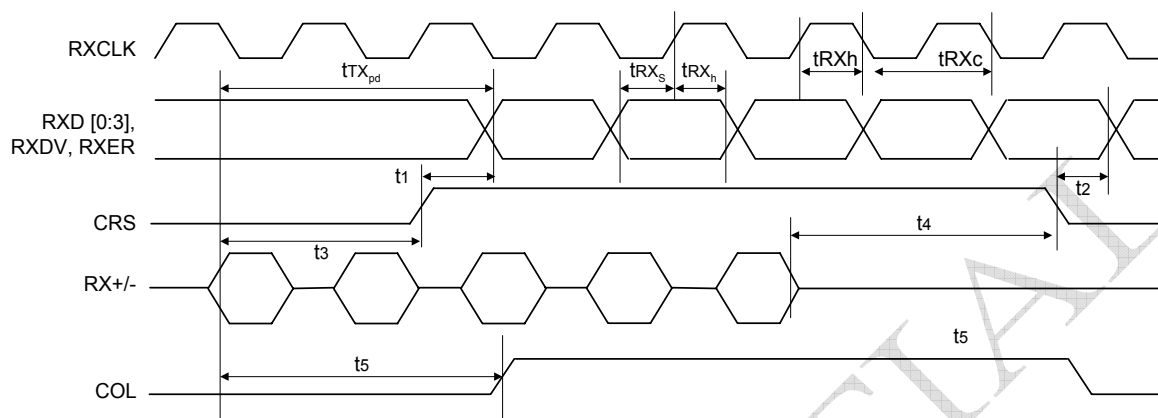 RXCLK
tTXpd tRXS tRXh tRXh tRXc
RXD [0:3],
RXDV, RXER
t1 t2
CRS
t3 t4
RX+/-
t5 t5
COL